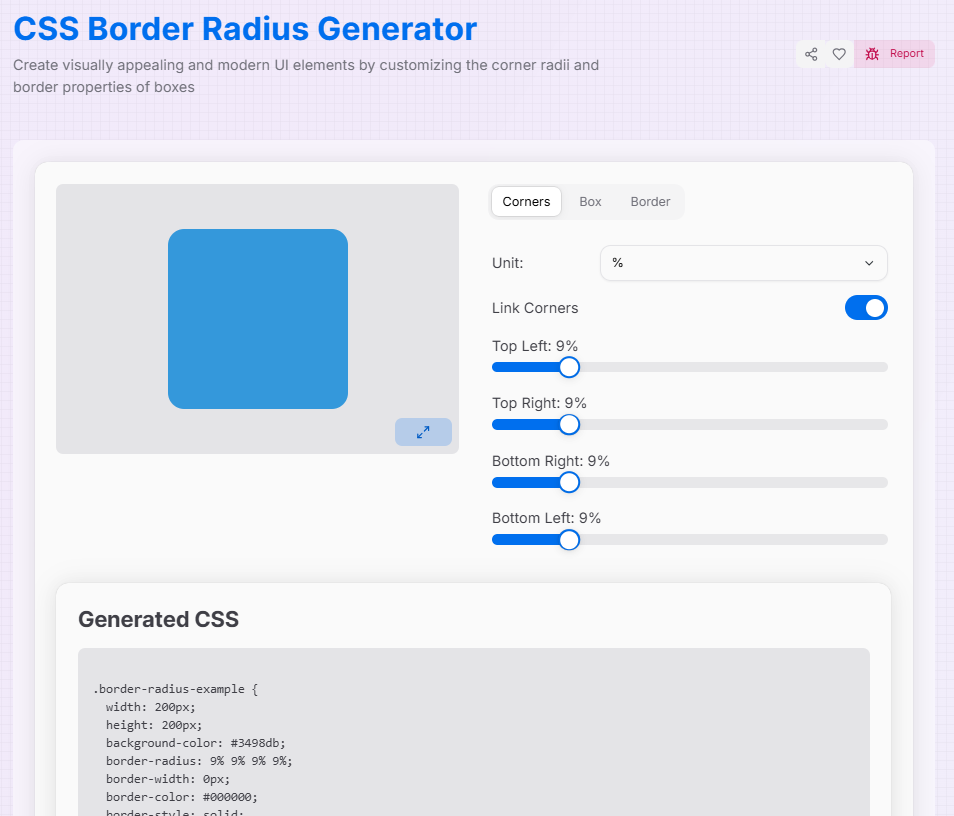 CSS Border Radius Generator
Create visually appealing and modern UI elements by customizing the corner radii and
border properties of boxes
Report
Corners Box Border
Unit: %
Link Corners
Top Left: 9%
Top Right: 9%
Bottom Right: 9%
Bottom Left: 9%
Generated CSS
.border-radius-example {
  width: 200px;
  height: 200px;
  background-color: #3498db;
  border-radius: 9% 9% 9% 9%;
  border-width: 0px;
  border-color: #000000;
  border-style: solid;